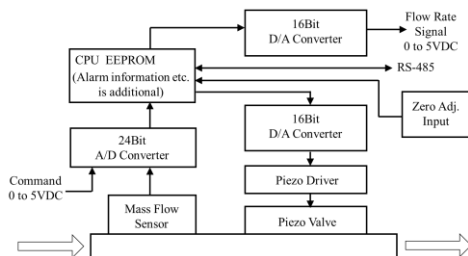 16Bit
D/A Converter
Flow Rate
Signal
0 to 5VDC
CPU EEPROM
(Alarm information etc.
is additional)
RS-485
Zero Adj.
Input
16Bit
D/A Converter
24Bit
A/D Converter
Command
0 to 5VDC
Piezo Driver
Mass Flow
Sensor
Piezo Valve